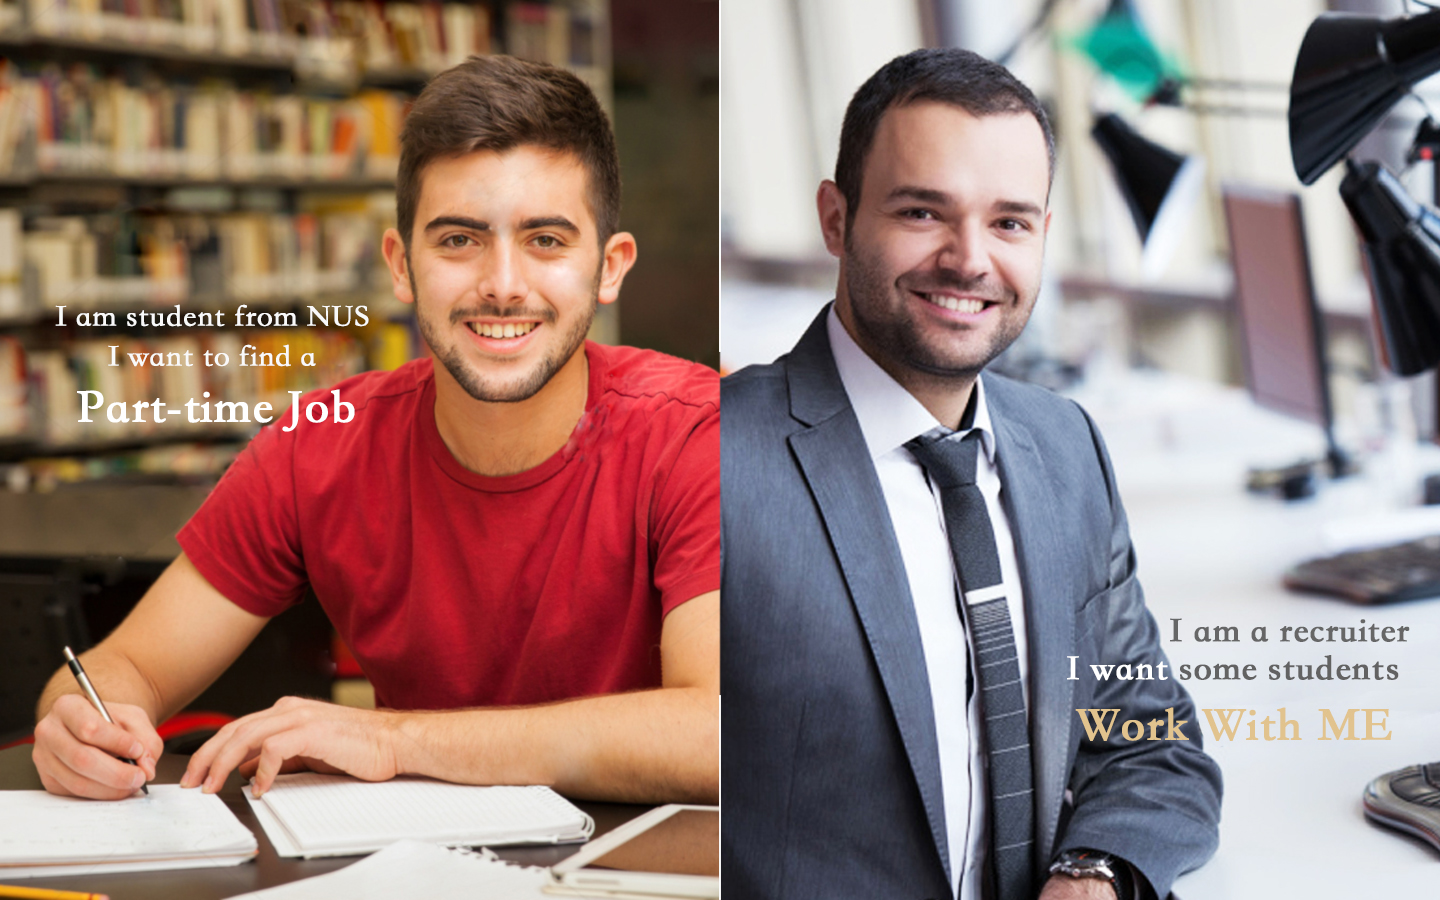 I am student from NUS
I want to find a
Part-time Job
I am a recruiter
I want some students
Work With ME